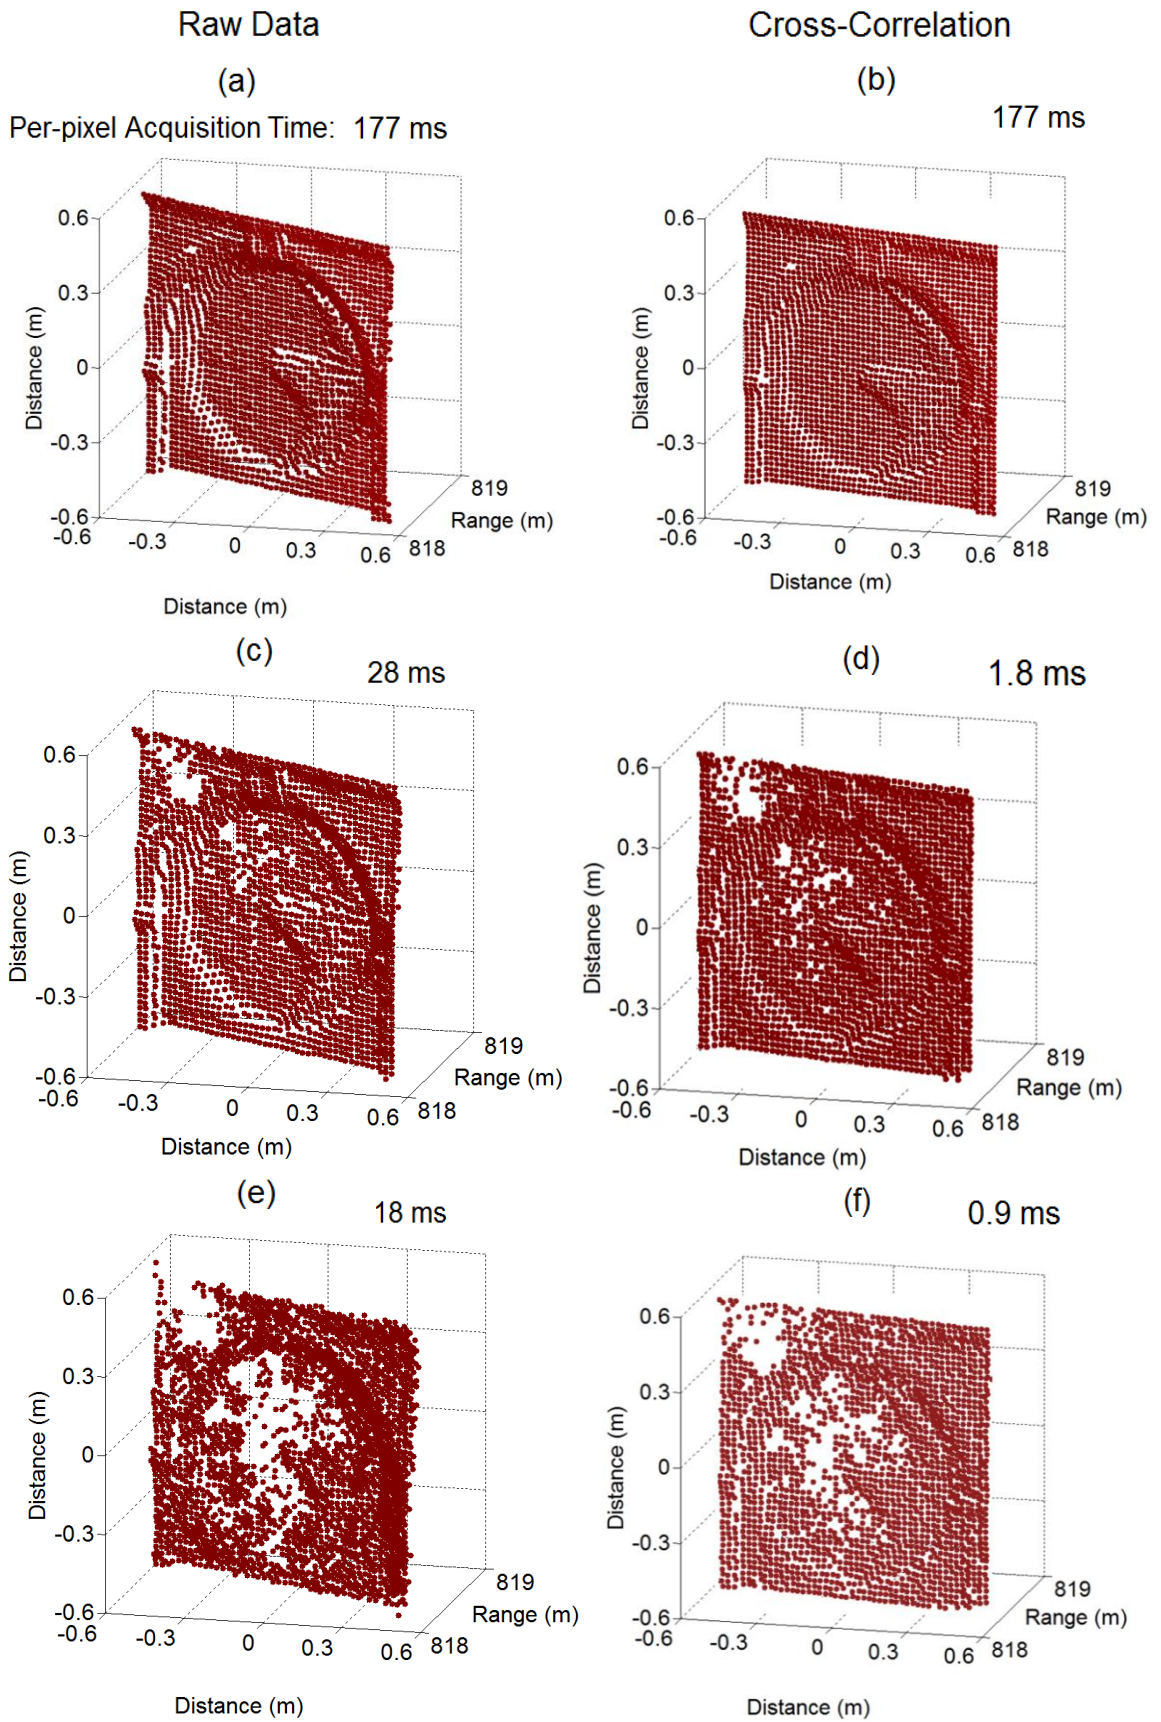 Raw Data
Cross-Correlation
(a)
(b)
Per-pixel Acquisition Time: 177 ms
177 ms
0.6
0.3
0
-0.3
-0.6
Distance (m)
-0.6
-0.3
0
0.3
0.6
Distance (m)
818
819
Range (m)
0.6
0.3
0
-0.3
-0.6
Distance (m)
-0.6
-0.3
0
0.3
0.6
Distance (m)
818
819
Range (m)
(c)
28 ms
(d)
1.8 ms
0.6
0.3
0
-0.3
-0.6
Distance (m)
-0.6
-0.3
0
0.3
0.6
Distance (m)
818
819
Range (m)
0.6
0.3
0
-0.3
-0.6
Distance (m)
-0.6
-0.3
0
0.3
0.6
Distance (m)
818
819
Range (m)
(e)
18 ms
(f)
0.9 ms
0.6
0.3
0
-0.3
-0.6
Distance (m)
-0.6
-0.3
0
0.3
0.6
Distance (m)
818
819
Range (m)
0.6
0.3
0
-0.3
-0.6
Distance (m)
-0.6
-0.3
0
0.3
0.6
Distance (m)
818
819
Range (m)